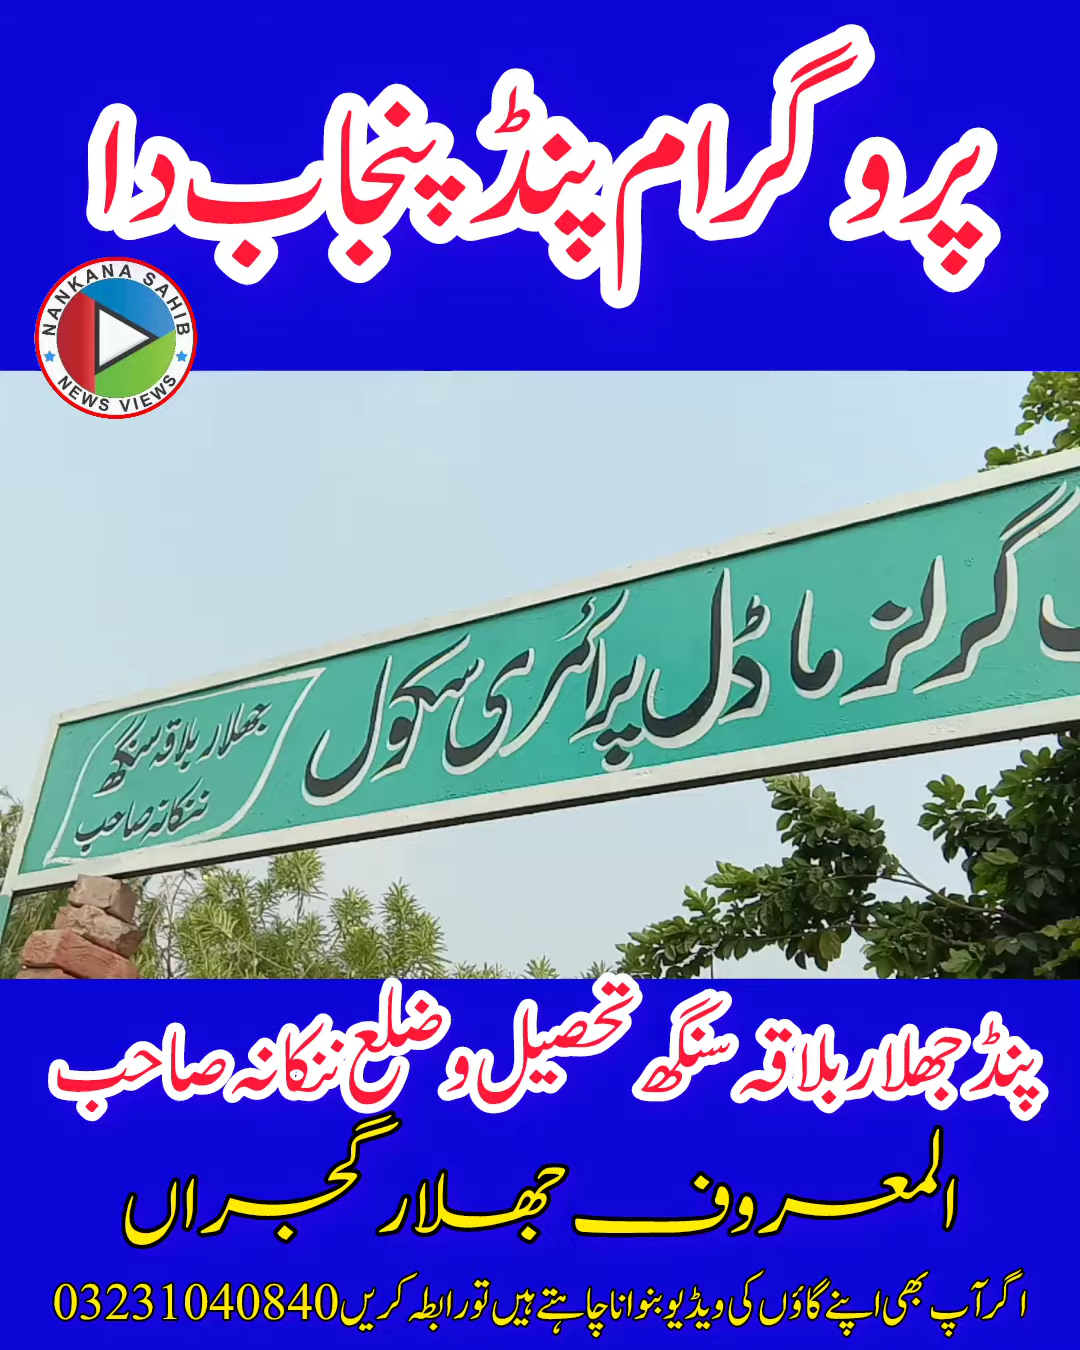 پروگرام پنڈ پنجاب دا
NANKANA SAHIB
NEWS VIEWS
گرلز ماڈل پرائمری سکول
جھلار بلاقہ سنگھ
ننکانہ صاحب
پنڈ جھلار بلاقہ سنگھ تحصیل و ضلع ننکانہ صاحب
المعروف جھلار گجراں
اگر آپ بھی اپنے گاؤں کی ویڈیو بنوانا چاہتے ہیں تو رابطہ کریں 03231040840